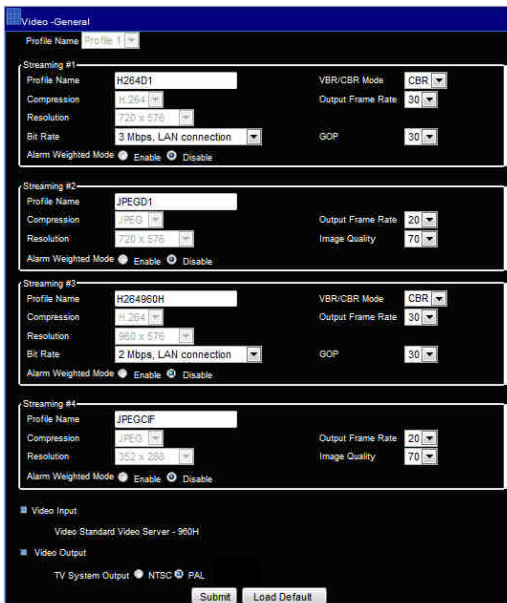 Video -General
Profile Name Profile 1
Streaming #1
Profile Name H264D1 VBR/CBR Mode CBR
Compression H.264 Output Frame Rate 30
Resolution 720 x 576
Bit Rate 3 Mbps, LAN connection GOP 30
Alarm Weighted Mode Enable Disable
Streaming #2
Profile Name JPEGD1
Compression JPEG Output Frame Rate 20
Resolution 720 x 576 Image Quality 70
Alarm Weighted Mode Enable Disable
Streaming #3
Profile Name H264960H VBR/CBR Mode CBR
Compression H.264 Output Frame Rate 30
Resolution 960 x 576
Bit Rate 2 Mbps, LAN connection GOP 30
Alarm Weighted Mode Enable Disable
Streaming #4
Profile Name JPEGCIF
Compression JPEG Output Frame Rate 20
Resolution 352 x 288 Image Quality 70
Alarm Weighted Mode Enable Disable
Video Input
Video Standard Video Server - 960H
Video Output
TV System Output NTSC PAL
Submit Load Default